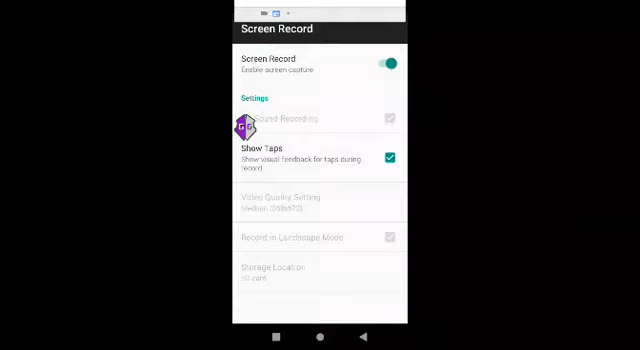 Screen Record
Screen Record
Enable screen capture
Settings
Sound Recording
Show Taps
Show visual feedback for taps during
record
Video Quality Setting
Medium
Record in Landscape Mode
Storage Location
SD card